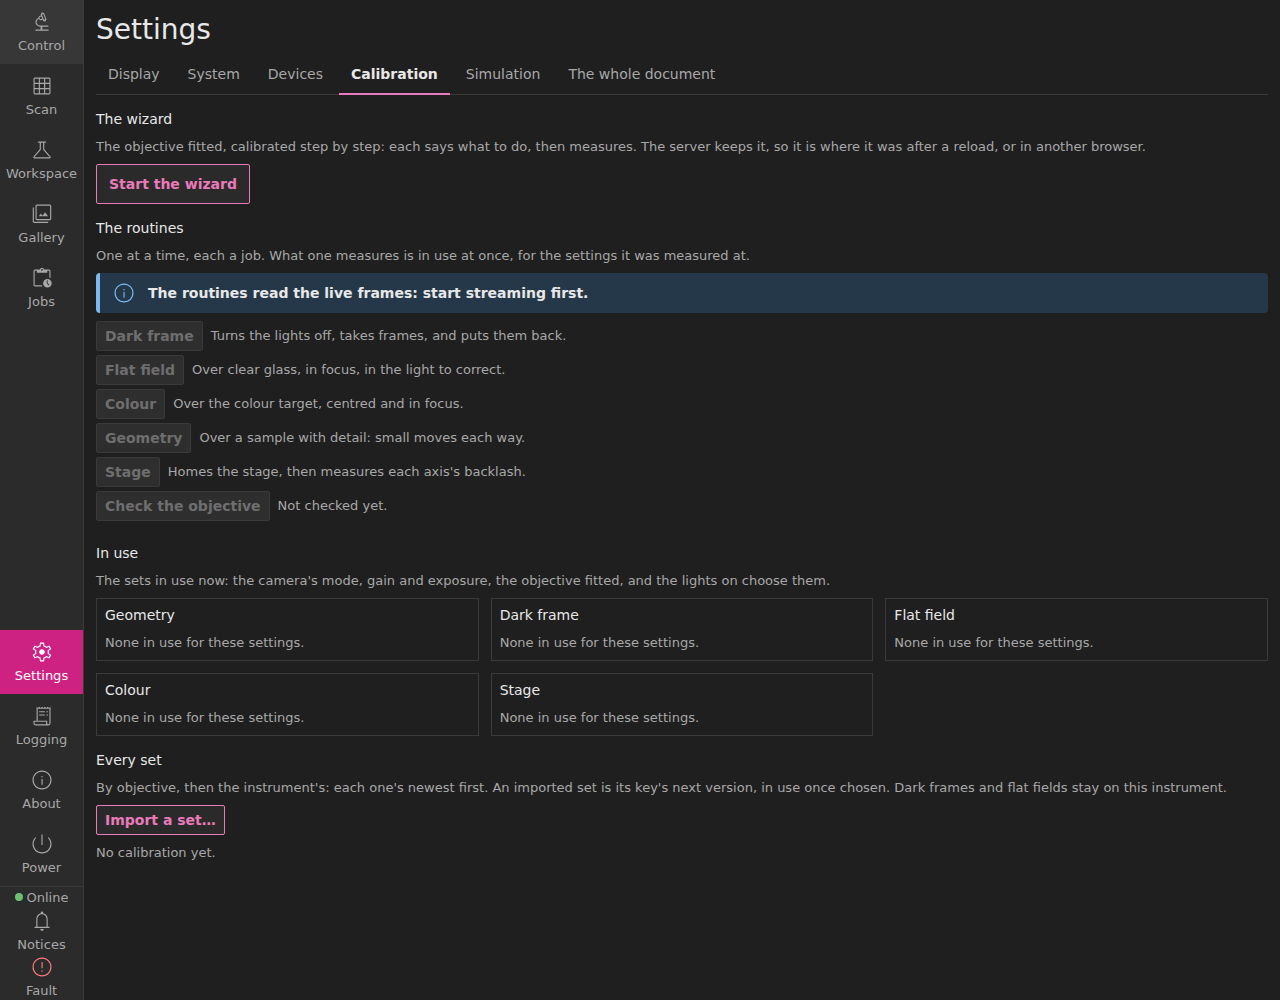 Settings
Control
Scan
Workspace
Gallery
Jobs
Settings
Logging
About
Power
Online
Notices
Fault
Display
System
Devices
Calibration
Simulation
The whole document
The wizard
The objective fitted, calibrated step by step: each says what to do, then measures. The server keeps it, so it is where it was after a reload, or in another browser.
Start the wizard
The routines
One at a time, each a job. What one measures is in use at once, for the settings it was measured at.
The routines read the live frames: start streaming first.
Dark frame Turns the lights off, takes frames, and puts them back.
Flat field Over clear glass, in focus, in the light to correct.
Colour Over the colour target, centred and in focus.
Geometry Over a sample with detail: small moves each way.
Stage Homes the stage, then measures each axis's backlash.
Check the objective Not checked yet.
In use
The sets in use now: the camera's mode, gain and exposure, the objective fitted, and the lights on choose them.
Geometry
None in use for these settings.
Dark frame
None in use for these settings.
Flat field
None in use for these settings.
Colour
None in use for these settings.
Stage
None in use for these settings.
Every set
By objective, then the instrument's: each one's newest first. An imported set is its key's next version, in use once chosen. Dark frames and flat fields stay on this instrument.
Import a set...
No calibration yet.